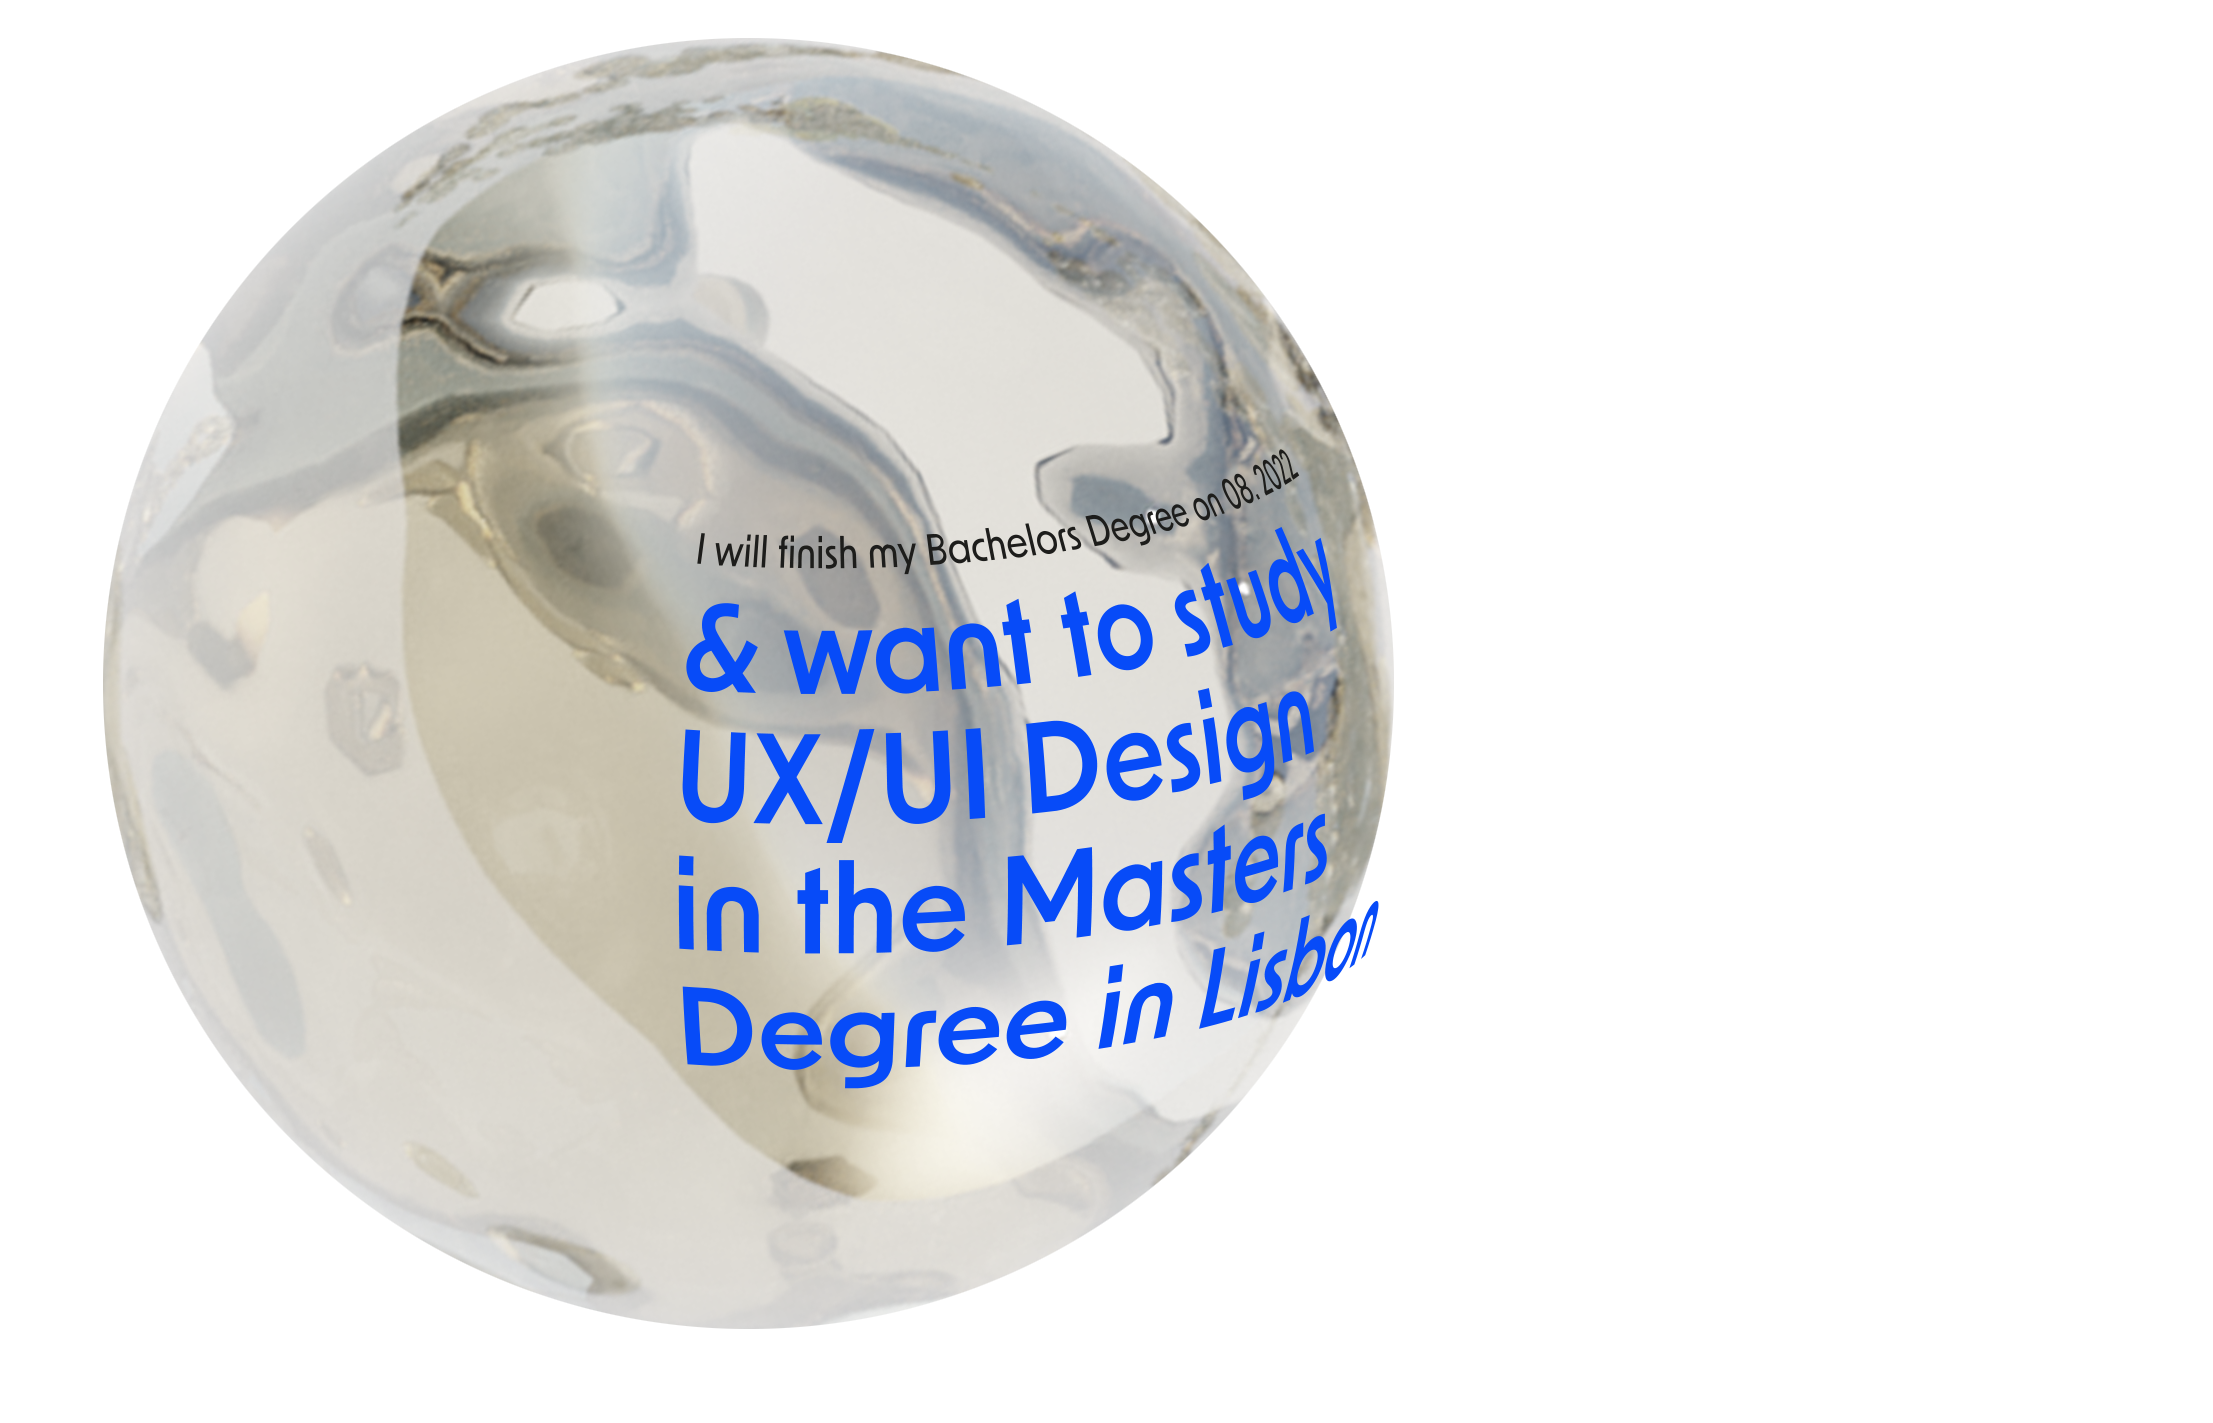 I will finish my Bachelors Degree on 08.2022
& want to study
UX/UI Design
in the Masters
Degree in Lisbon